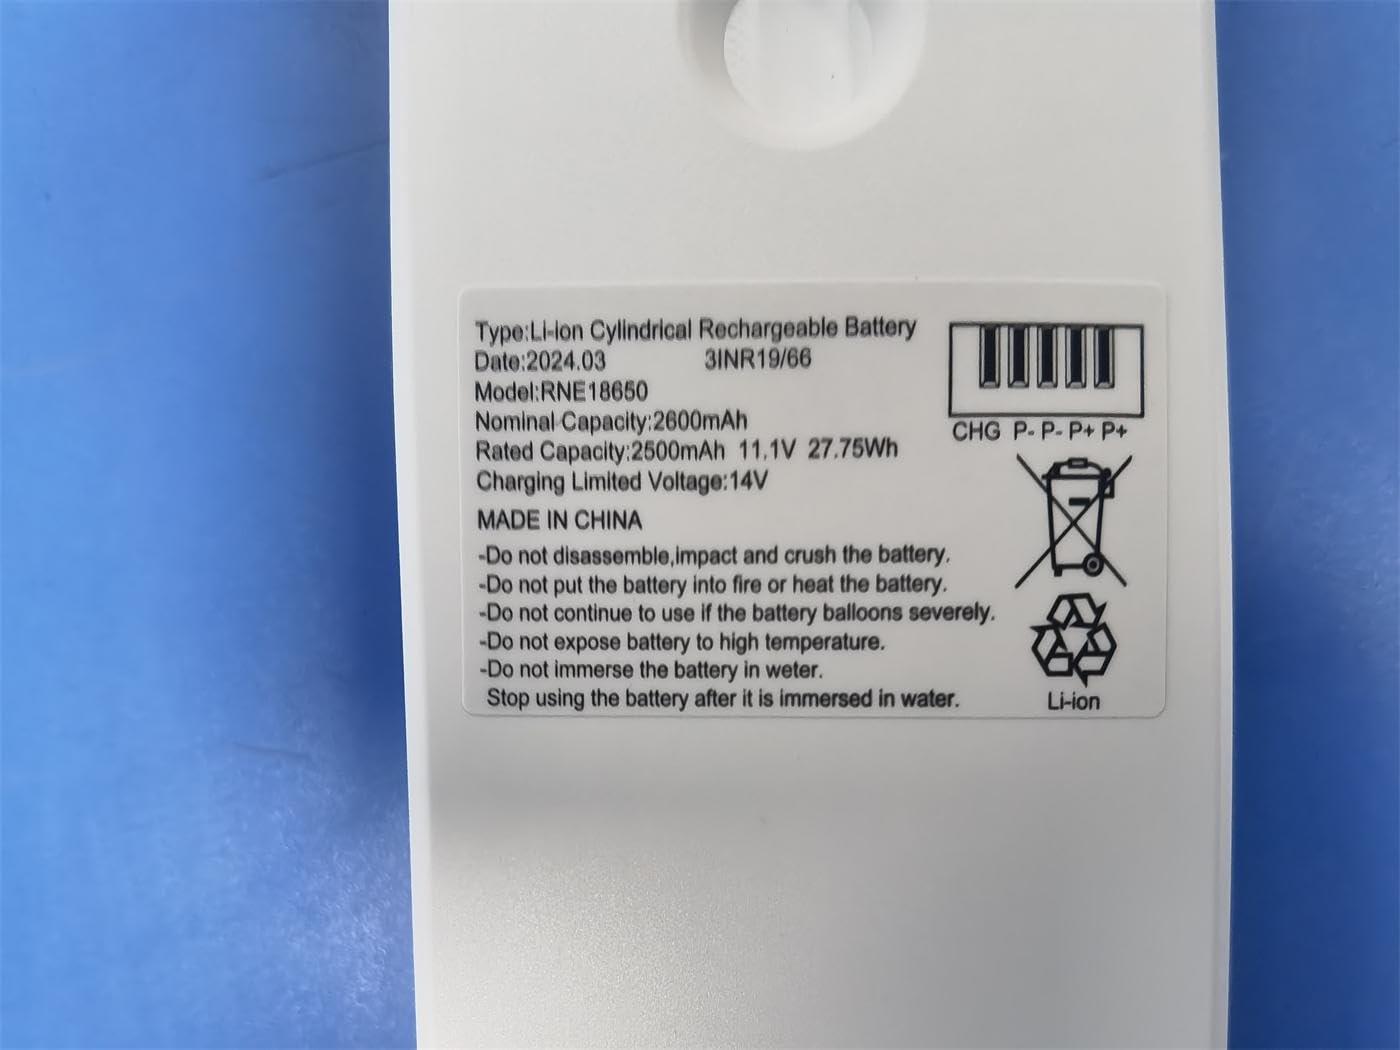 Type:Li-ion Cylindrical Rechargeable Battery
Date:2024.03 3INR19/66
Model:RNE18650
Nominal Capacity:2600mAh
Rated Capacity:2500mAh 11.1V 27.75Wh
Charging Limited Voltage:14V
MADE IN CHINA
-Do not disassemble,impact and crush the battery.
-Do not put the battery into fire or heat the battery.
-Do not continue to use if the battery balloons severely.
-Do not expose battery to high temperature.
-Do not immerse the battery in weter.
Stop using the battery after it is immersed in water.
CHG P- P- P+ P+
Li-ion